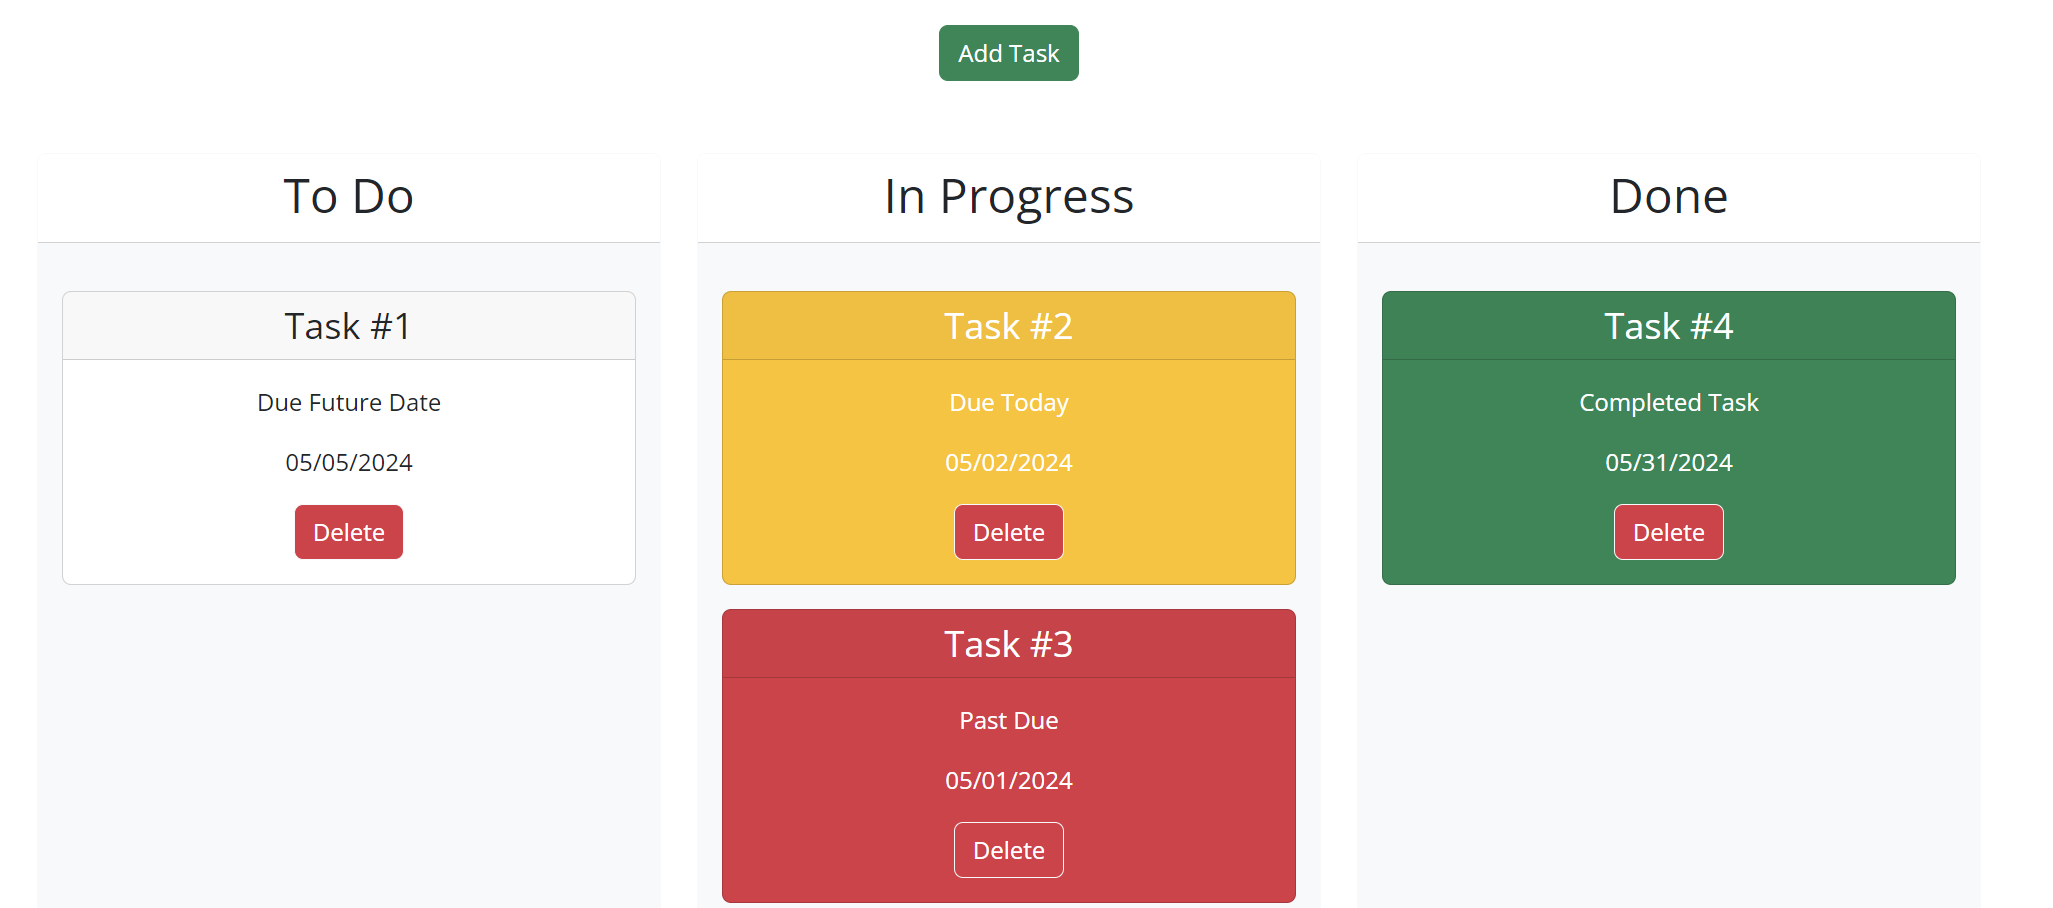 Add Task
To Do
Task #1
Due Future Date
05/05/2024
Delete
In Progress
Task #2
Due Today
05/02/2024
Delete
Task #3
Past Due
05/01/2024
Delete
Done
Task #4
Completed Task
05/31/2024
Delete